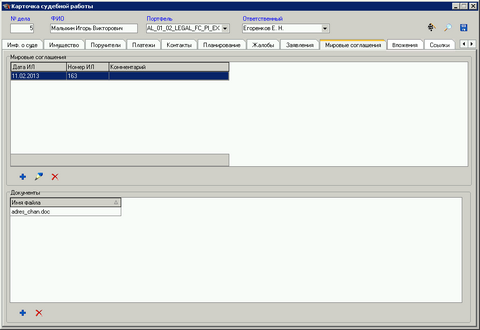 Карточка судебной работы
№ дела ФИО Портфель Ответственный
5 Малыхин Игорь Викторович AL_01_02_LEGAL_FC_PI_EX Егоренков Е. Н.
Инф. о суде Имущество Поручители Платежи Контакты Планирование Жалобы Заявления Мировые соглашения Вложения Ссылки
Мировые соглашения
Дата ИЛ Номер ИЛ Комментарий
11.02.2013 163
Документы
Имя файла
adres_chan.doc